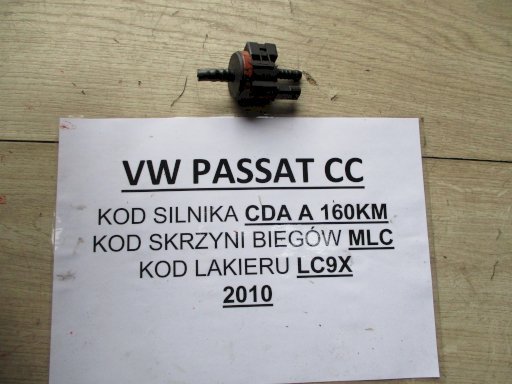 VW PASSAT CC
KOD SILNIKA CDA A 160KM
KOD SKRZYNI BIEGÓW MLC
KOD LAKIERU LC9X
2010